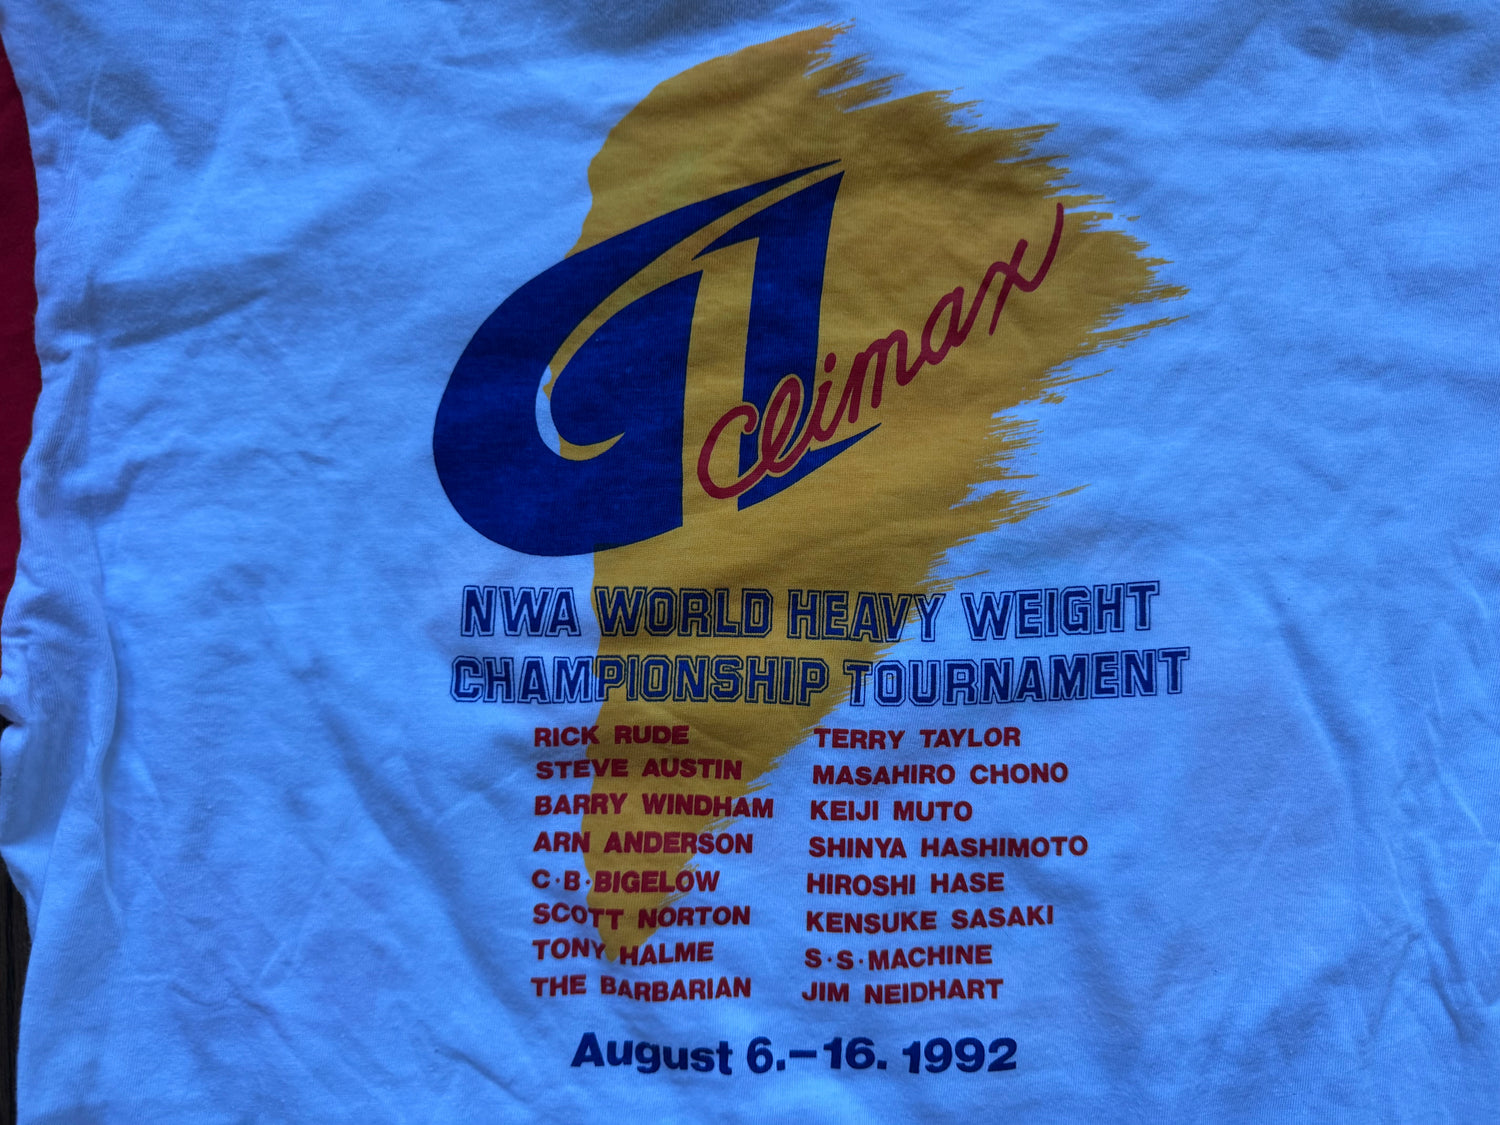 G1
Climax
NWA WORLD HEAVY WEIGHT
CHAMPIONSHIP TOURNAMENT
RICK RUDE
STEVE AUSTIN
BARRY WINDHAM
ARN ANDERSON
C·B·BIGELOW
SCOTT NORTON
TONY HALME
THE BARBARIAN
TERRY TAYLOR
MASAHIRO CHONO
KEIJI MUTO
SHINYA HASHIMOTO
HIROSHI HASE
KENSUKE SASAKI
S·S·MACHINE
JIM NEIDHART
August 6.–16. 1992